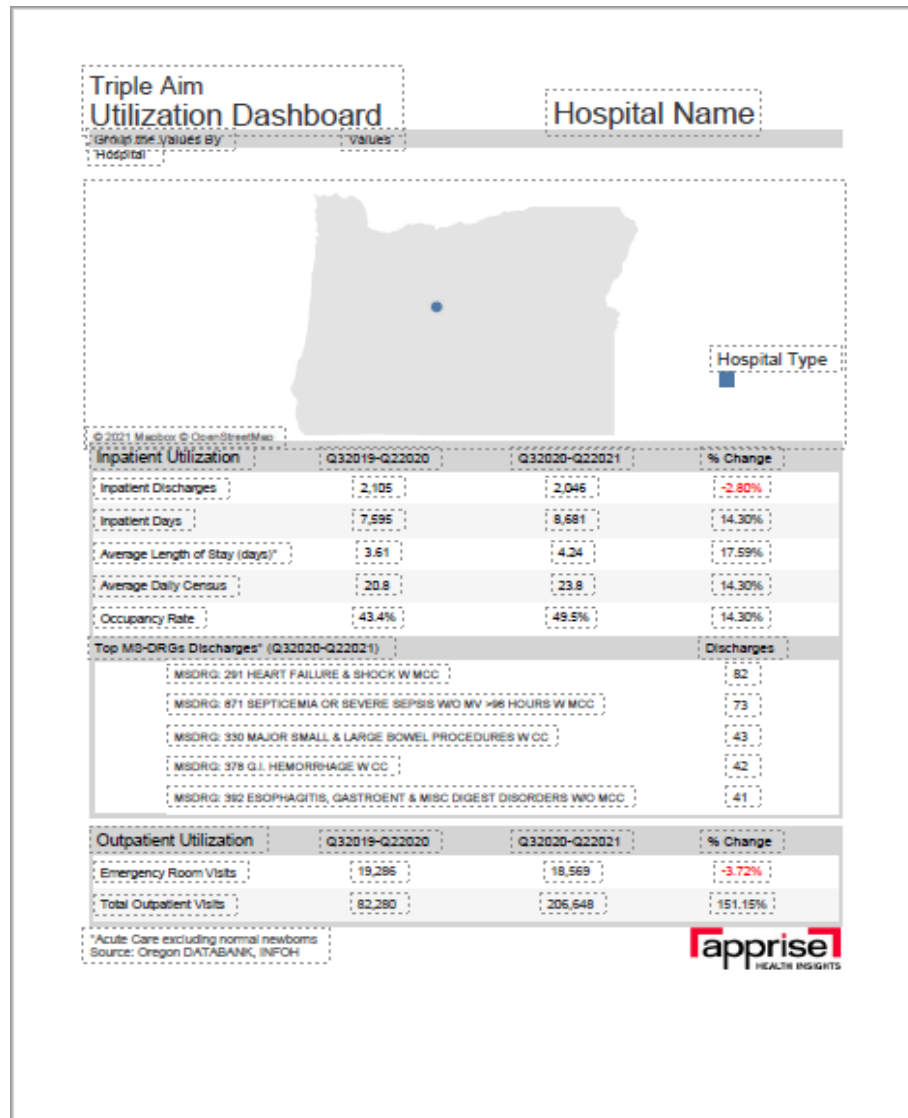 Triple Aim
Utilization Dashboard
Hospital Name
Group the Values By Values
Hospital
Hospital Type
© 2021 Mapbox © OpenStreetMap
Inpatient Utilization Q32019-Q22020 Q32020-Q22021 % Change
Inpatient Discharges 2,105 2,046 -2.80%
Inpatient Days 7,595 8,681 14.30%
Average Length of Stay (days)* 3.61 4.24 17.59%
Average Daily Census 20.8 23.8 14.30%
Occupancy Rate 43.4% 49.5% 14.30%
Top MS-DRGs Discharges* (Q32020-Q22021) Discharges
MSDRG: 291 HEART FAILURE & SHOCK W MCC 82
MSDRG: 871 SEPTICEMIA OR SEVERE SEPSIS W/O MV >96 HOURS W MCC 73
MSDRG: 330 MAJOR SMALL & LARGE BOWEL PROCEDURES W CC 43
MSDRG: 378 G.I. HEMORRHAGE W CC 42
MSDRG: 392 ESOPHAGITIS, GASTROENT & MISC DIGEST DISORDERS W/O MCC 41
Outpatient Utilization Q32019-Q22020 Q32020-Q22021 % Change
Emergency Room Visits 19,286 18,569 -3.72%
Total Outpatient Visits 82,280 206,648 151.15%
*Acute Care excluding normal newborns
Source: Oregon DATABANK, INFOH
apprise
HEALTH INSIGHTS